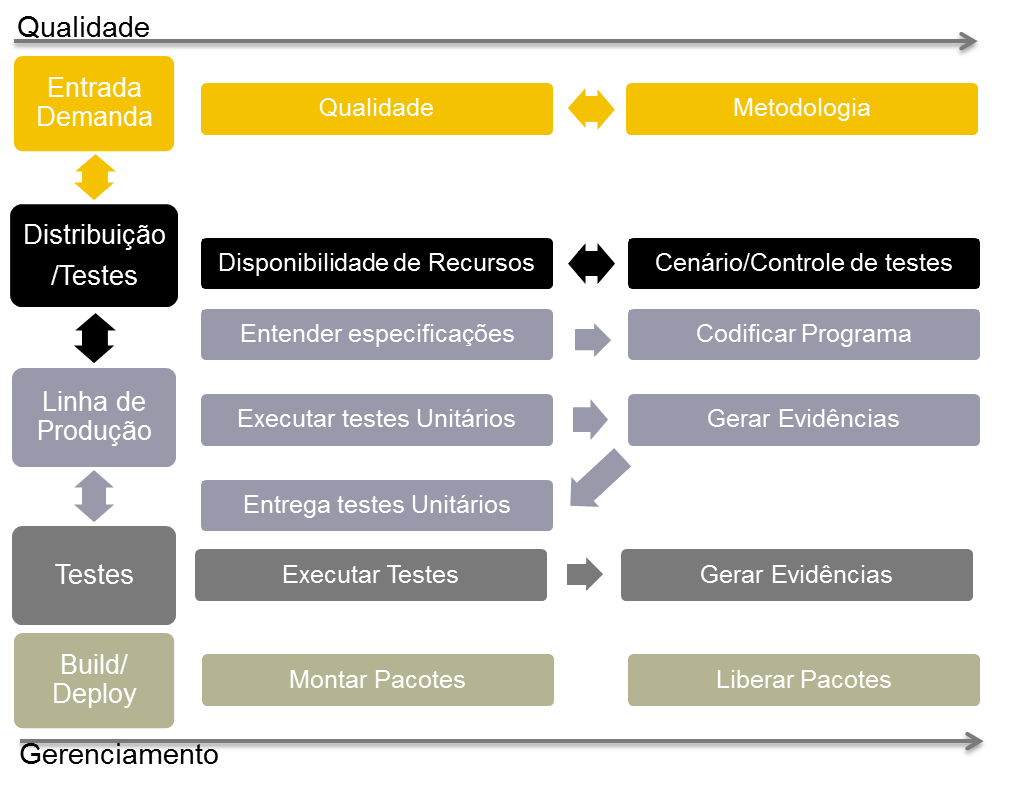 Qualidade
Entrada
Demanda
Qualidade
Metodologia
Distribuição
/Testes
Disponibilidade de Recursos
Cenário/Controle de testes
Entender especificações
Codificar Programa
Linha de
Produção
Executar testes Unitários
Gerar Evidências
Entrega testes Unitários
Testes
Executar Testes
Gerar Evidências
Build/
Deploy
Montar Pacotes
Liberar Pacotes
Gerenciamento